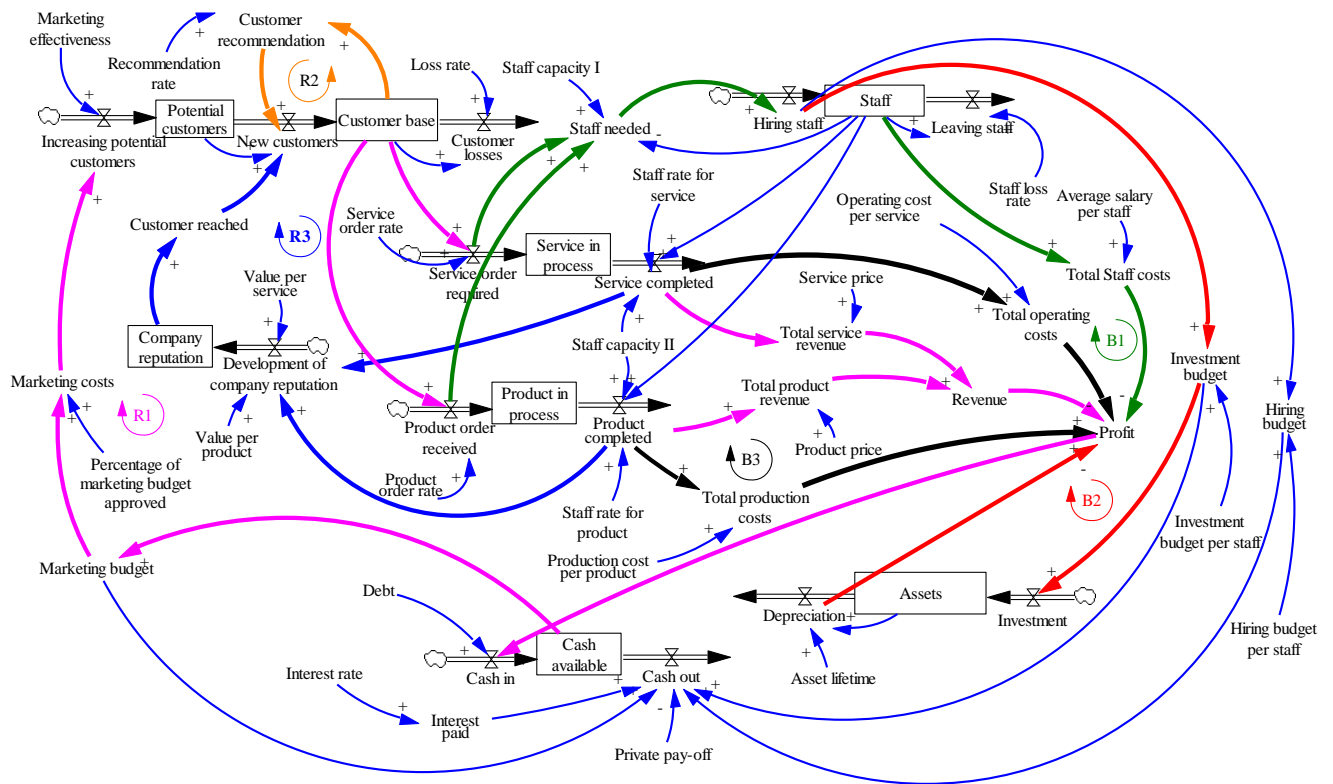 Marketing
effectiveness
Customer
recommendation
Recommendation
rate
R2
Loss rate
Staff capacity I
Potential
customers
Customer base
Staff
Increasing potential
customers
New customers
Customer
losses
Staff needed
Hiring staff
Leaving staff
Staff rate for
service
Operating cost
per service
Staff loss
rate
Average salary
per staff
Customer reached
R3
Service
order rate
Service in
process
Service order
required
Service completed
Service price
Total Staff costs
Value per
service
Company
reputation
Development of
company reputation
Staff capacity II
Total service
revenue
Total operating
costs
B1
Investment
budget
Marketing costs
R1
Product in
process
Total product
revenue
Revenue
Hiring
budget
Value per
product
Product order
received
Product
completed
B3
Product price
Profit
Percentage of
marketing budget
approved
Product
order rate
Total production
costs
B2
Staff rate for
product
Investment
budget per staff
Marketing budget
Production cost
per product
Debt
Depreciation
Assets
Investment
Hiring budget
per staff
Cash in
Cash
available
Cash out
Asset lifetime
Interest rate
Interest
paid
Private pay-off